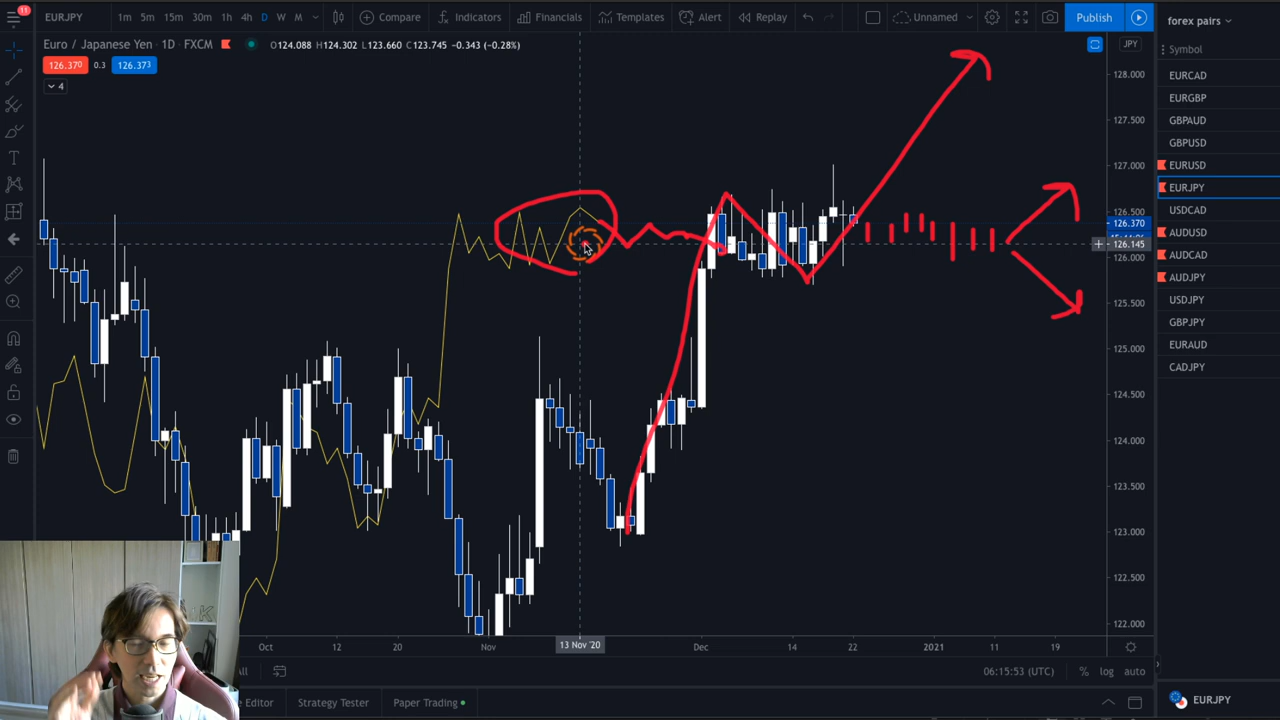 11
EURJPY 1m 5m 15m 30m 1h 4h D W M Compare Indicators Financials Templates Alert Replay Unnamed Publish
forex pairs
Euro / Japanese Yen · 1D · FXCM O124.088 H124.302 L123.660 C123.745 -0.343 (-0.28%)
JPY
Symbol
126.370 0.3 126.373
4
128.000
127.500
127.000
126.500
126.370
126.145
126.000
125.500
125.000
124.500
124.000
123.500
123.000
122.500
122.000
EURCAD
EURGBP
GBPAUD
GBPUSD
EURUSD
EURJPY
USDCAD
AUDUSD
AUDCAD
AUDJPY
USDJPY
GBPJPY
EURAUD
CADJPY
Oct 12 20 Nov 13 Nov '20 Dec 14 22 2021 11 19
06:15:53 (UTC) % log auto
Editor Strategy Tester Paper Trading
EURJPY